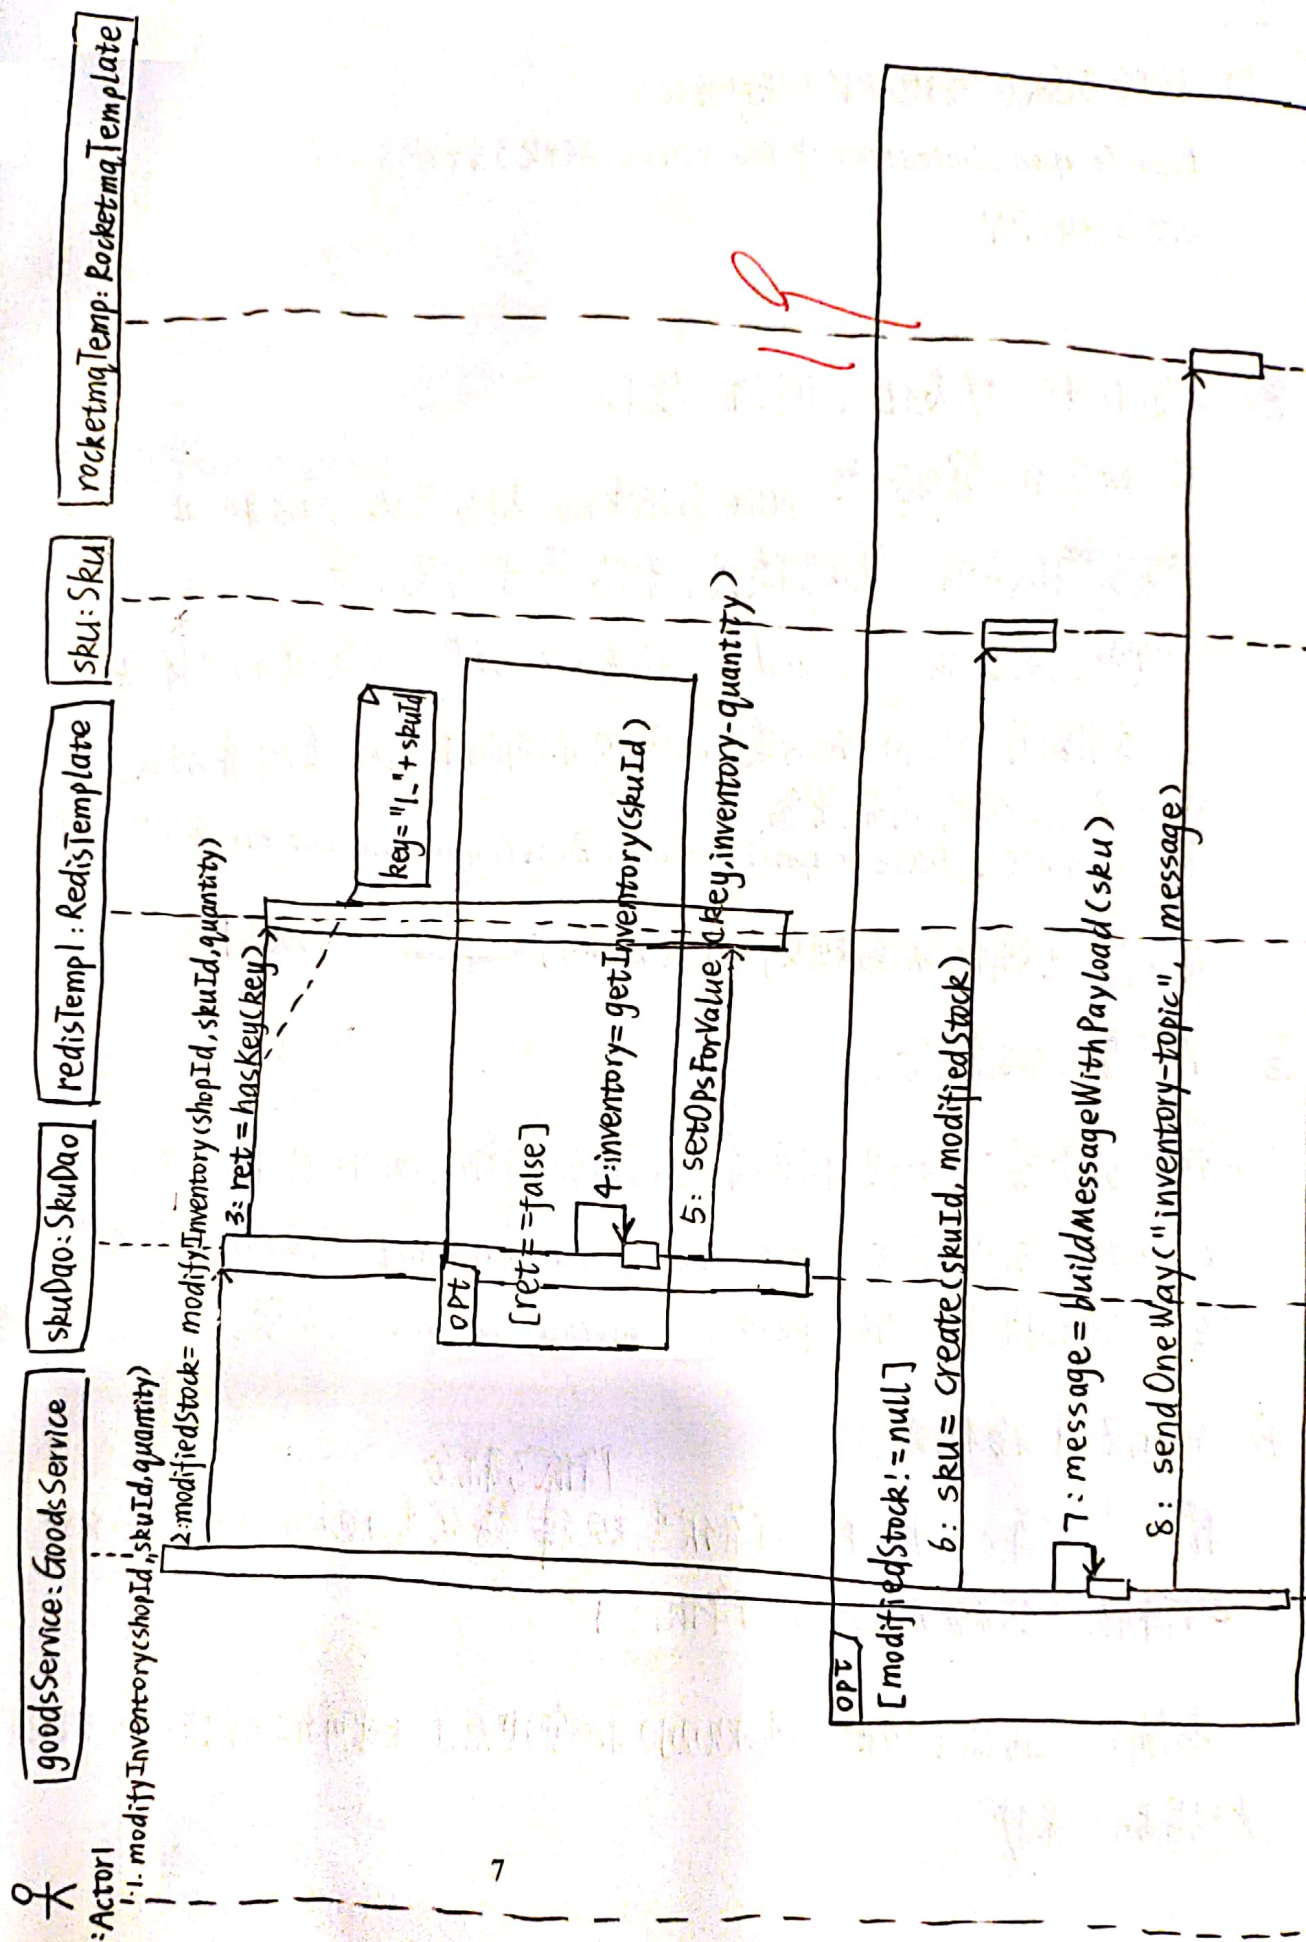 :Actor1
goodsService:GoodsService
skuDao:SkuDao
redisTempl:RedisTemplate
sku:Sku
rocketmqTemp:RocketmqTemplate
1. modifyInventory(shopId,skuId,quantity)
2:modifiedStock=modifyInventory(shopId,skuId,quantity)
3:ret=hasKey(key)
key="I_"+skuId
opt
[ret==false]
4:inventory=getInventory(skuId)
5: setOpsForValue(key,inventory-quantity)
opt
[modifiedStock!=null]
6: sku=create(skuId,modifiedStock)
7:message=buildMessageWithPayload(sku)
8: sendOneWay("inventory-topic",message)
7